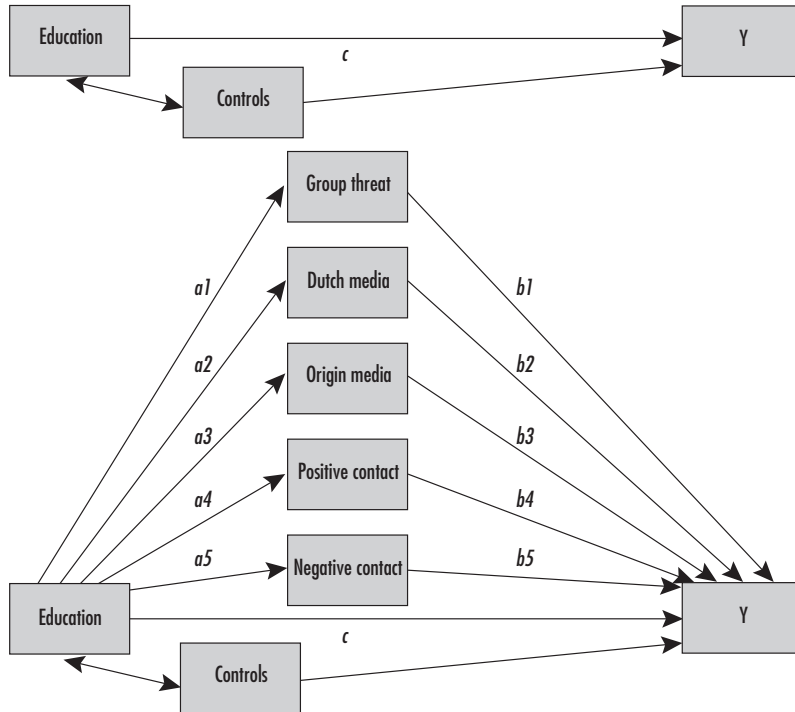 Education
Y
c
Controls
Group threat
a1
b1
Dutch media
a2
b2
Origin media
a3
b3
Positive contact
a4
b4
Negative contact
a5
b5
Education
Y
c
Controls